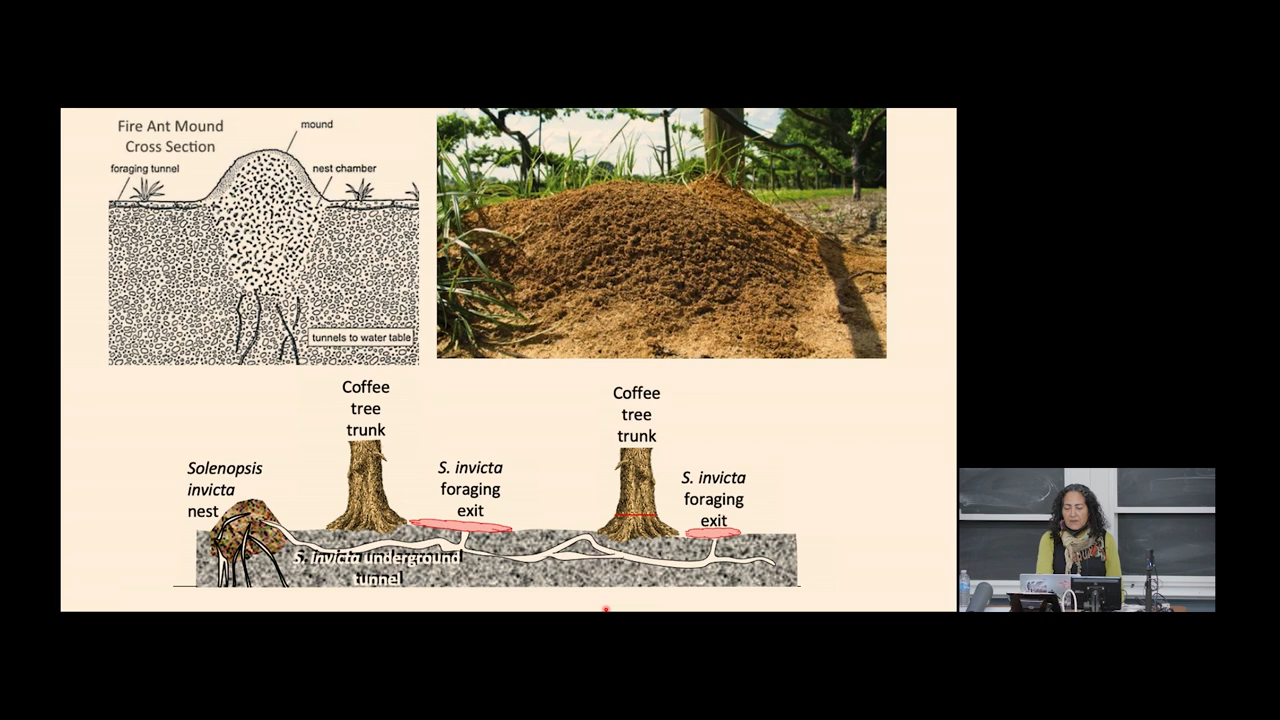 Fire Ant Mound
Cross Section
mound
foraging tunnel
nest chamber
tunnels to water table
Coffee
tree
trunk
Coffee
tree
trunk
Solenopsis
invicta
nest
S. invicta
foraging
exit
S. invicta
foraging
exit
S. invicta underground
tunnel